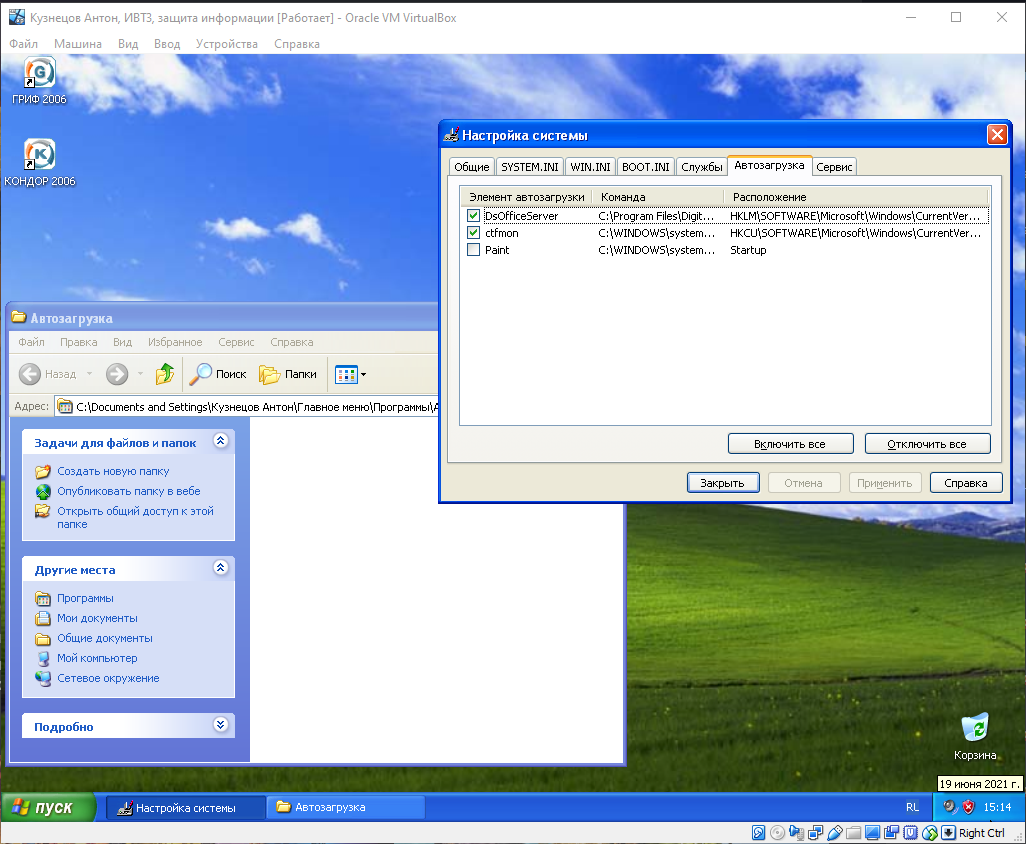 Кузнецов Антон, ИВТЗ, защита информации [Работает] - Oracle VM VirtualBox
Файл Машина Вид Ввод Устройства Справка
ГРИФ 2006
КОНДОР 2006
Настройка системы
Общие SYSTEM.INI WIN.INI BOOT.INI Службы Автозагрузка Сервис
Элемент автозагрузки Команда Расположение
DsOfficeServer C:\Program Files\Digit... HKLM\SOFTWARE\Microsoft\Windows\CurrentVer...
ctfmon C:\WINDOWS\system... HKCU\SOFTWARE\Microsoft\Windows\CurrentVer...
Paint C:\WINDOWS\system... Startup
Включить все Отключить все
Закрыть Отмена Применить Справка
Автозагрузка
Файл Правка Вид Избранное Сервис Справка
Назад Поиск Папки
Адрес: C:\Documents and Settings\Кузнецов Антон\Главное меню\Программы\А
Задачи для файлов и папок
Создать новую папку
Опубликовать папку в вебе
Открыть общий доступ к этой
папке
Другие места
Программы
Мои документы
Общие документы
Мой компьютер
Сетевое окружение
Подробно
Корзина
19 июня 2021 г.
пуск Настройка системы Автозагрузка RL 15:14
Right Ctrl